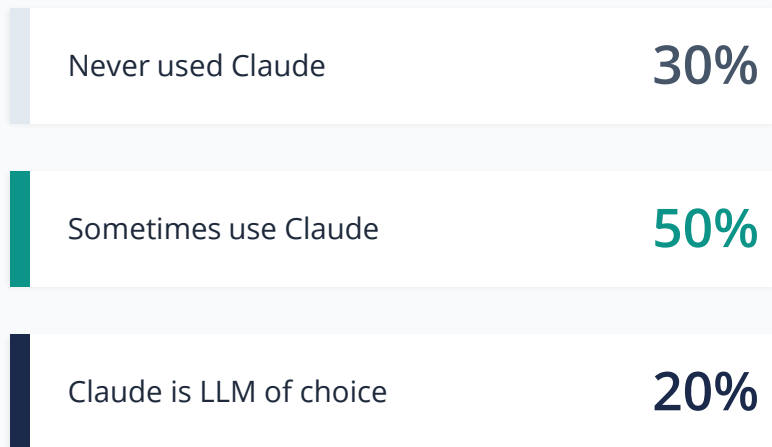 Never used Claude 30%
Sometimes use Claude 50%
Claude is LLM of choice 20%